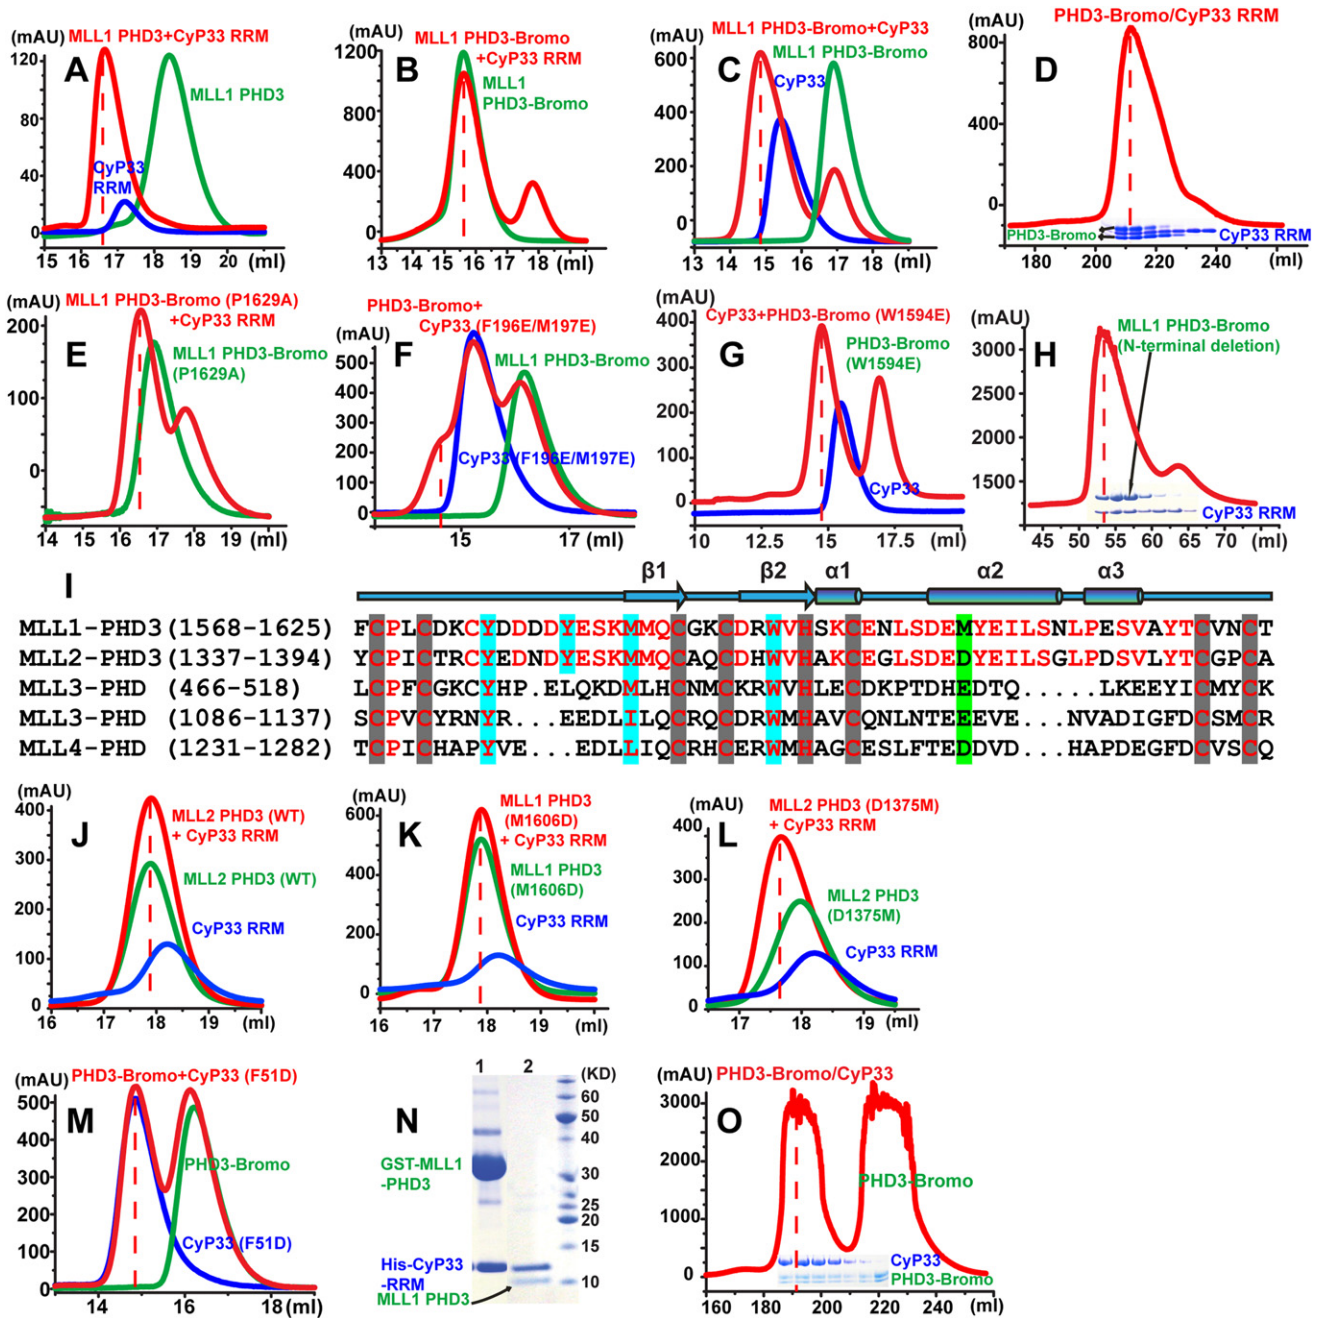 (mAU)
MLL1 PHD3+CyP33 RRM
A
MLL1 PHD3
CyP33
RRM
120
80
40
0
15 16 17 18 19 20 (ml)
(mAU)
B
MLL1 PHD3-Bromo
+CyP33 RRM
MLL1
PHD3-Bromo
1200
800
400
0
13 14 15 16 17 18 (ml)
(mAU)
MLL1 PHD3-Bromo+CyP33
MLL1 PHD3-Bromo
C
CyP33
600
400
200
0
13 14 15 16 17 18 19 (ml)
PHD3-Bromo/CyP33 RRM
(mAU)
D
800
400
0
PHD3-Bromo
CyP33 RRM
180 200 220 240 (ml)
(mAU)
MLL1 PHD3-Bromo (P1629A)
+CyP33 RRM
E
MLL1 PHD3-Bromo
(P1629A)
200
100
0
14 15 16 17 18 19 (ml)
PHD3-Bromo+
CyP33 (F196E/M197E)
(mAU)
F
MLL1 PHD3-Bromo
CyP33 (F196E/M197E)
500
400
300
200
100
0
15 17 (ml)
(mAU)
CyP33+PHD3-Bromo (W1594E)
G
PHD3-Bromo
(W1594E)
CyP33
400
300
200
100
0
10 12.5 15 17.5 (ml)
(mAU)
H
MLL1 PHD3-Bromo
(N-terminal deletion)
CyP33 RRM
3000
2500
2000
1500
45 50 55 60 65 70 (ml)
I
β1 β2 α1 α2 α3
MLL1-PHD3(1568-1625) FCPLCDKCYDDDDYESKMMQCGKCDRWVHSKCENLSDEMYEILSNLPESVAYTCVNCT
MLL2-PHD3(1337-1394) YCPICTRCYEDNDYESKMMQCAQCDHWVHAKCEGLSDEDYEILSGLPDSVLYTCGPCA
MLL3-PHD (466-518) LCPFCGKCYHP.ELQKDMLHCNMCKRWVHLECDKPTDHEDTQ.....LKEEYICMYCK
MLL3-PHD (1086-1137) SCPVCYRNYR...EEDLILQCRQCDRWMHAVCQNLNTEEEVE...NVADIGFDCSMCR
MLL4-PHD (1231-1282) TCPICHAPYVE...EDLLIQCRHCERWMHAGCESLFTEDDVD...HAPDEGFDCVSCQ
(mAU)
J
MLL2 PHD3 (WT)
+ CyP33 RRM
MLL2 PHD3 (WT)
CyP33 RRM
400
300
200
100
0
16 17 18 19 (ml)
(mAU)
K
MLL1 PHD3
(M1606D)
+ CyP33 RRM
MLL1 PHD3
(M1606D)
CyP33 RRM
600
400
200
0
16 17 18 19 (ml)
(mAU)
L
MLL2 PHD3 (D1375M)
+ CyP33 RRM
MLL2 PHD3
(D1375M)
CyP33 RRM
400
300
200
100
0
17 18 19 (ml)
(mAU)
PHD3-Bromo+CyP33 (F51D)
M
PHD3-Bromo
CyP33 (F51D)
500
400
300
200
100
0
14 16 18 (ml)
N
1 2 (KD)
GST-MLL1
-PHD3
His-CyP33
-RRM
MLL1 PHD3
60
50
40
30
25
20
15
10
(mAU)
PHD3-Bromo/CyP33
O
PHD3-Bromo
CyP33
PHD3-Bromo
3000
2000
1000
0
160 180 200 220 240 260 (ml)